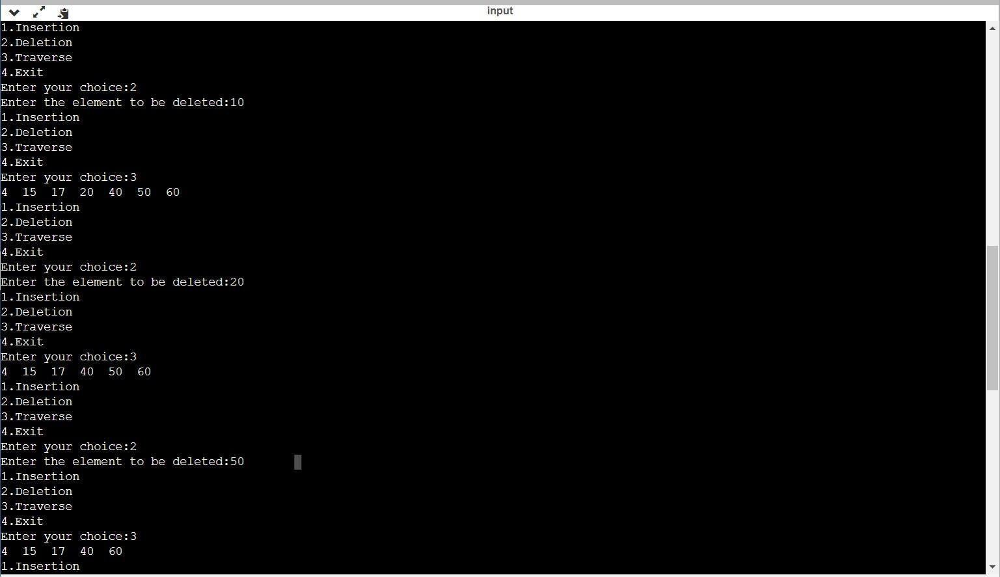 input
1.Insertion
2.Deletion
3.Traverse
4.Exit
Enter your choice:2
Enter the element to be deleted:10
1.Insertion
2.Deletion
3.Traverse
4.Exit
Enter your choice:3
4  15  17  20  40  50  60
1.Insertion
2.Deletion
3.Traverse
4.Exit
Enter your choice:2
Enter the element to be deleted:20
1.Insertion
2.Deletion
3.Traverse
4.Exit
Enter your choice:3
4  15  17  40  50  60
1.Insertion
2.Deletion
3.Traverse
4.Exit
Enter your choice:2
Enter the element to be deleted:50
1.Insertion
2.Deletion
3.Traverse
4.Exit
Enter your choice:3
4  15  17  40  60
1.Insertion